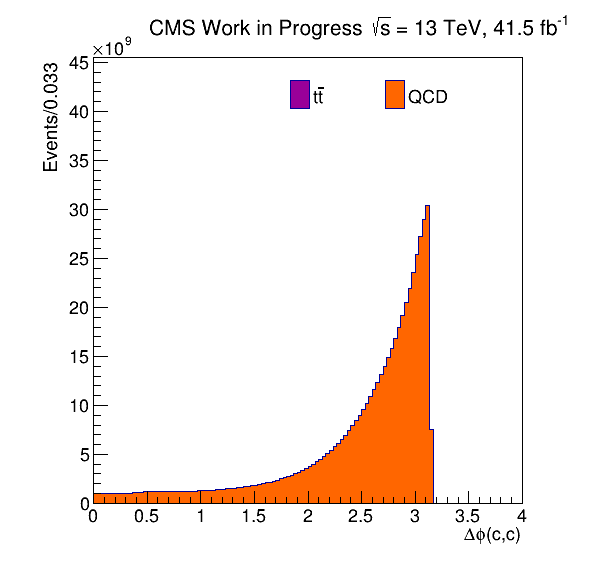 CMS Work in Progress √s = 13 TeV, 41.5 fb⁻¹
×10⁹
Events/0.033
tt̄
QCD
45
40
35
30
25
20
15
10
5
0
0 0.5 1 1.5 2 2.5 3 3.5 4
Δϕ(c,c)